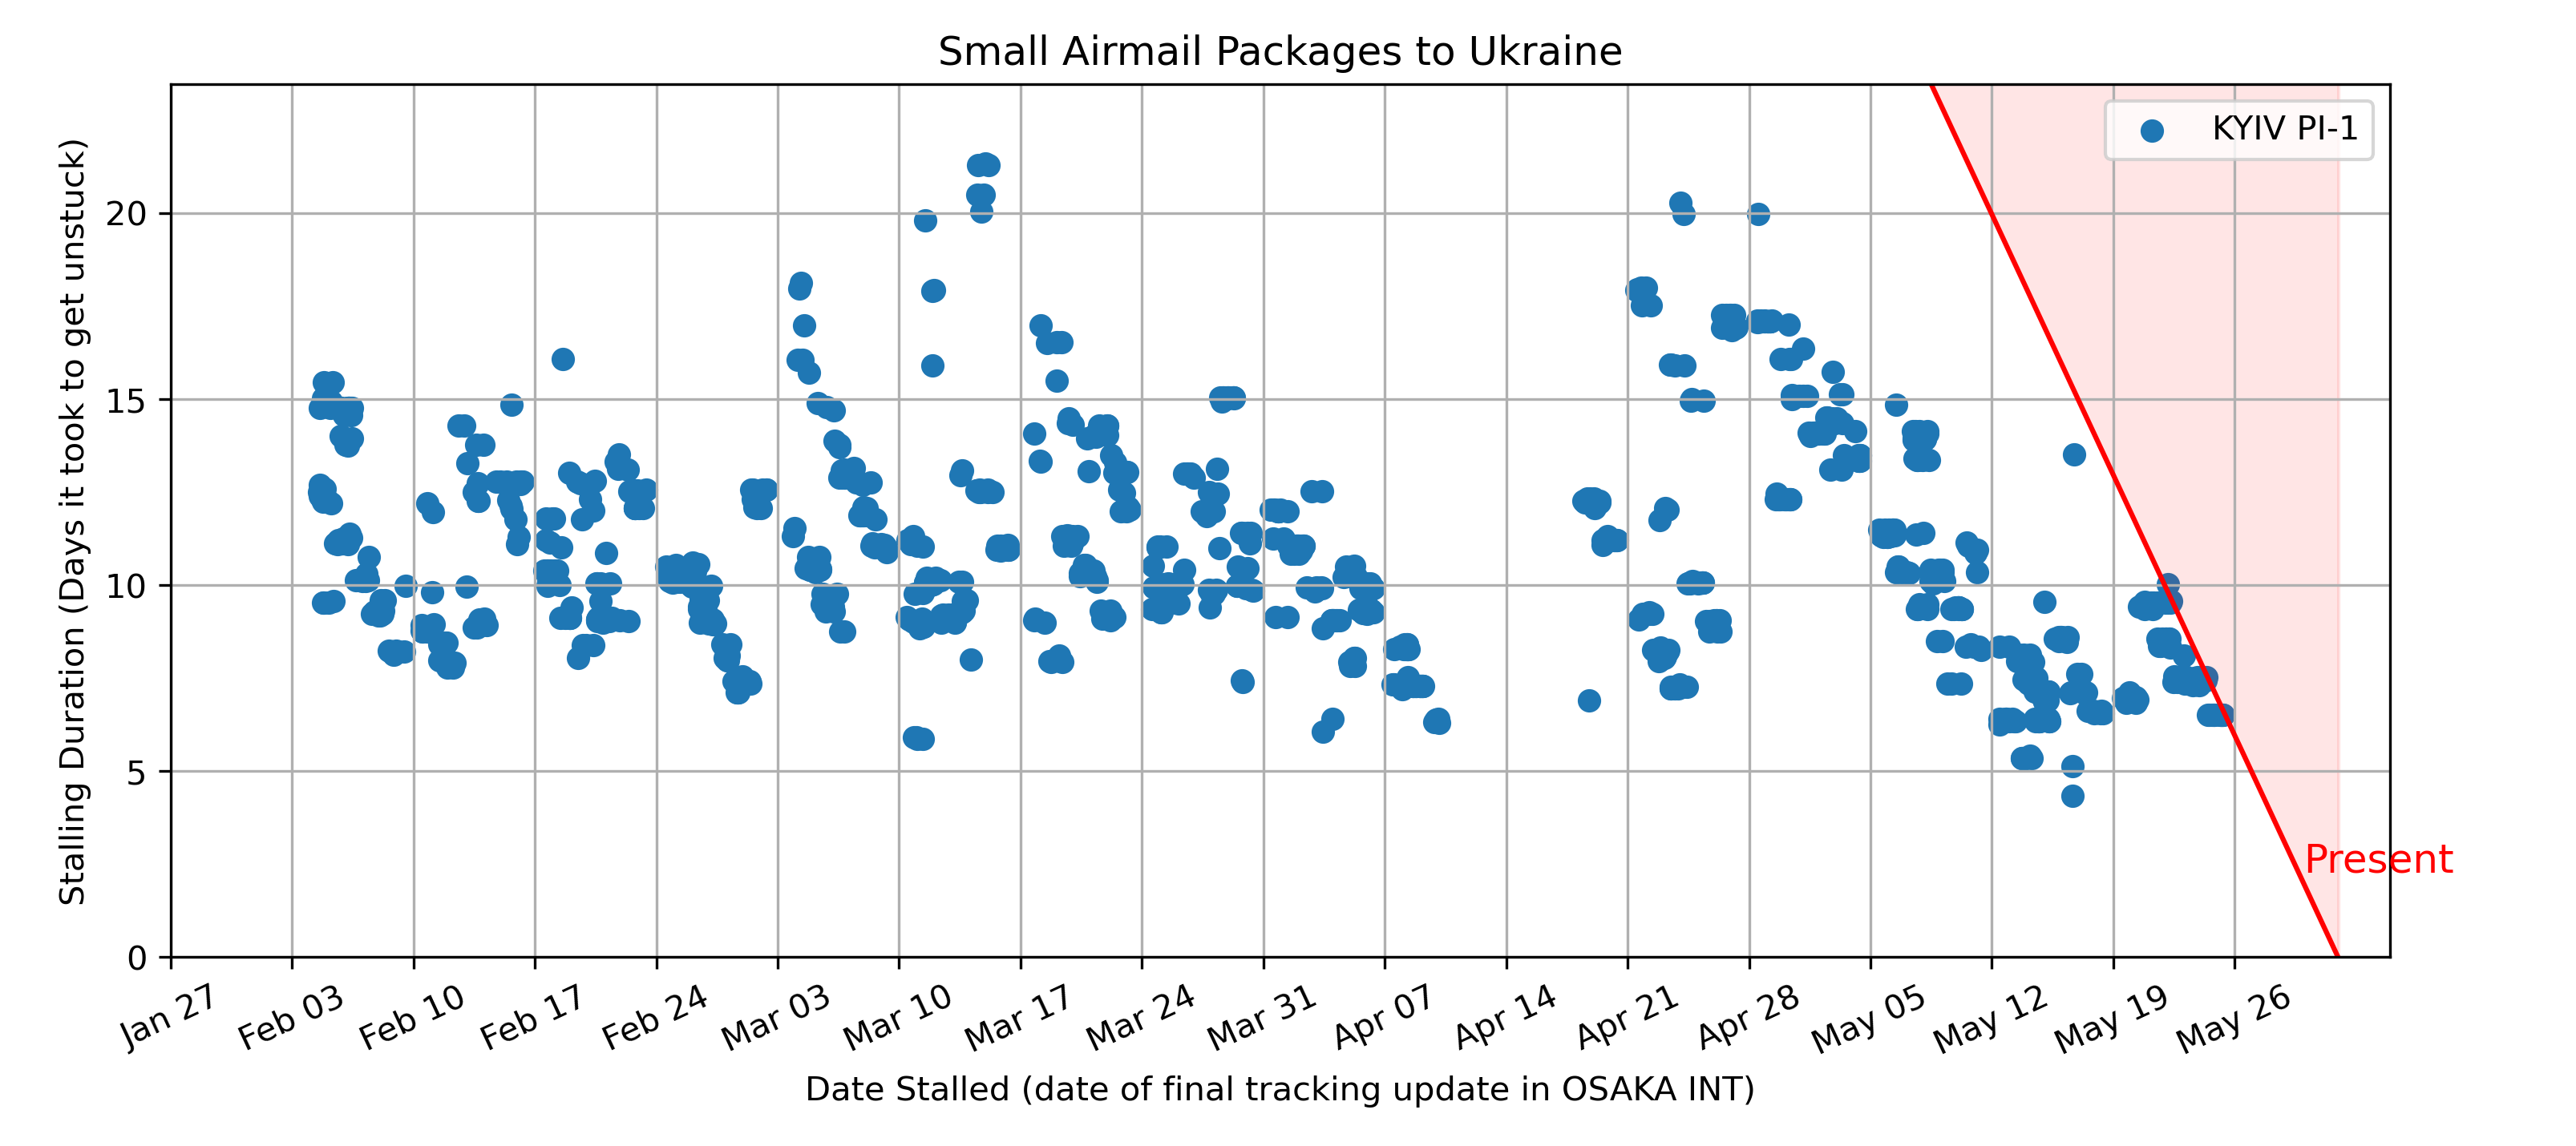 Small Airmail Packages to Ukraine
KYIV PI-1
Stalling Duration (Days it took to get unstuck)
20
15
10
5
0
Present
Jan 27
Feb 03
Feb 10
Feb 17
Feb 24
Mar 03
Mar 10
Mar 17
Mar 24
Mar 31
Apr 07
Apr 14
Apr 21
Apr 28
May 05
May 12
May 19
May 26
Date Stalled (date of final tracking update in OSAKA INT)